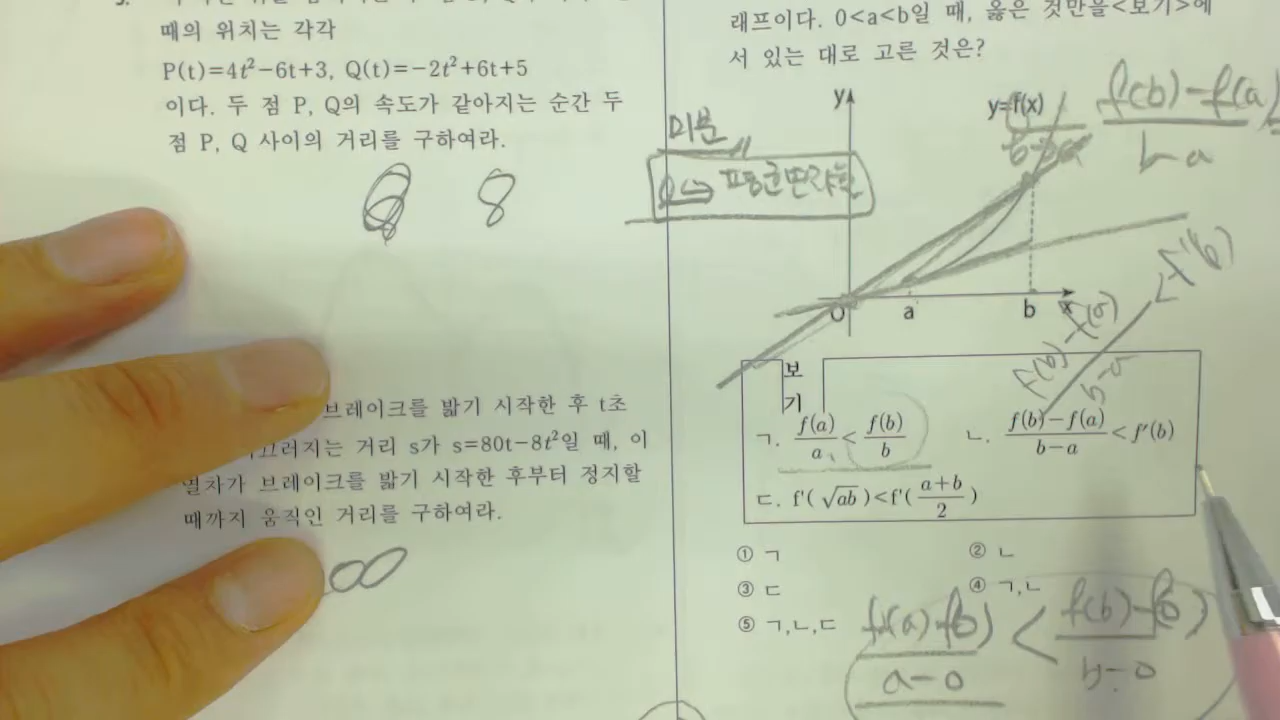 때의 위치는 각각
P(t)=4t²-6t+3, Q(t)=-2t²+6t+5
이다. 두 점 P, Q의 속도가 같아지는 순간 두
점 P, Q 사이의 거리를 구하여라.
8 8
브레이크를 밟기 시작한 후 t초
끄러지는 거리 s가 s=80t-8t²일 때, 이
열차가 브레이크를 밟기 시작한 후부터 정지할
때까지 움직인 거리를 구하여라.
00
래프이다. 0<a<b일 때, 옳은 것만을<보기>에
서 있는 대로 고른 것은?
미분
평균변화율
y
y=f(x)
f(b)-f(a)
b-a
O a b x
f(b)-f(a)
b-a
<f'(b)
보
기
ㄱ. f(a)/a < f(b)/b ㄴ. f(b)-f(a)/b-a < f'(b)
ㄷ. f'(√ab)<f'(a+b/2)
① ㄱ ② ㄴ
③ ㄷ ④ ㄱ,ㄴ
⑤ ㄱ,ㄴ,ㄷ
f(a)-f(0) < f(b)-f(0)
a-0 b-0